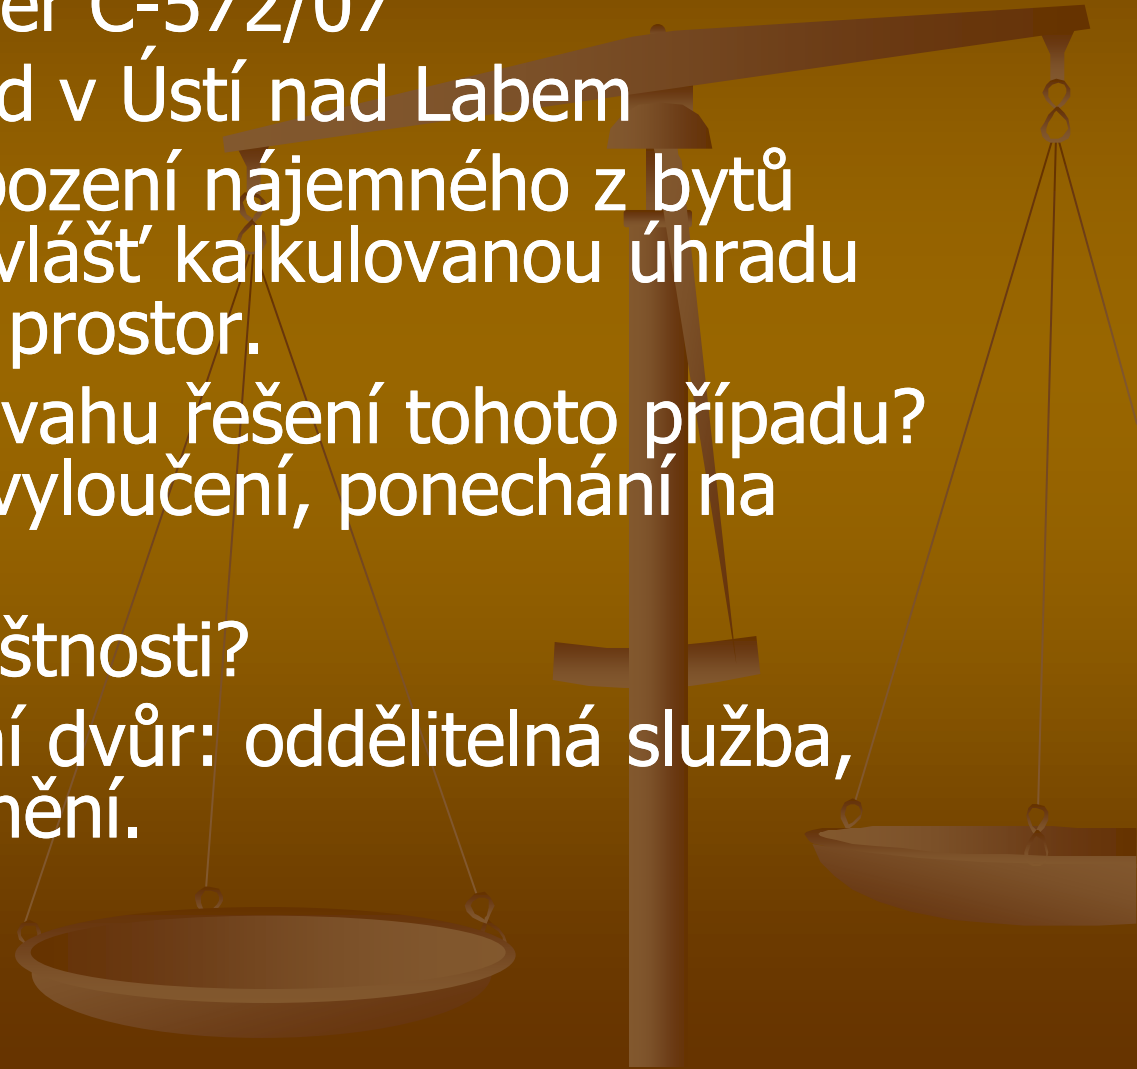 er C-572/07
d v Ústí nad Labem
pození nájemného z bytů
vlášť kalkulovanou úhradu
prostor.
vahu řešení tohoto případu?
vyloučení, ponechání na
štnosti?
ní dvůr: oddělitelná služba,
nění.